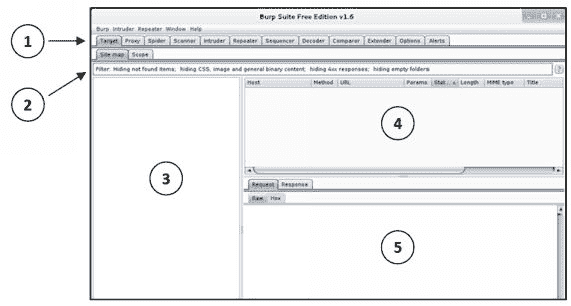 Burp Suite Free Edition v1.6
Burp Intruder Repeater Window Help
1
Target Proxy Spider Scanner Intruder Repeater Sequencer Decoder Comparer Extender Options Alerts
Site map Scope
2
Filter: Hiding not found items; hiding CSS, image and general binary content; hiding 4xx responses; hiding empty folders
?
Host Method URL Params Stat... Length MIME type Title
3
4
Request Response
Raw Hex
5